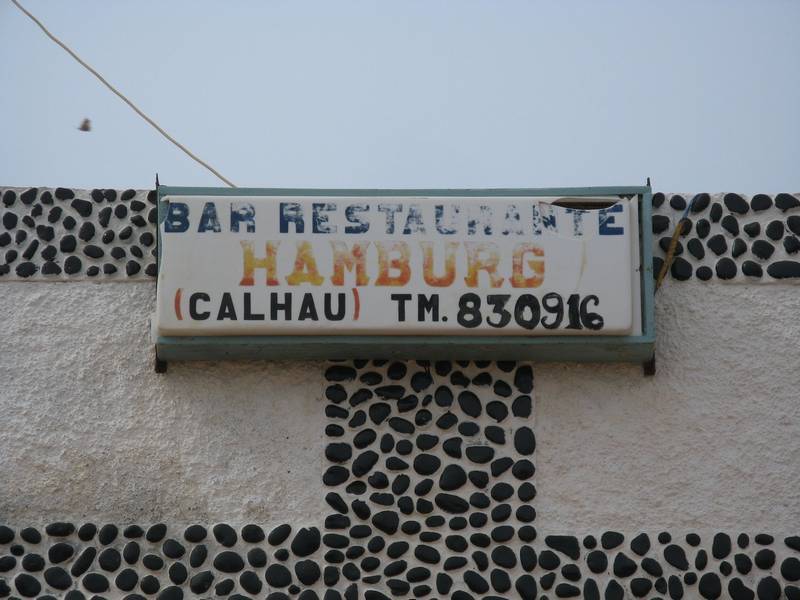 BAR RESTAURANTE
HAMBURG
(CALHAU) TM. 830916